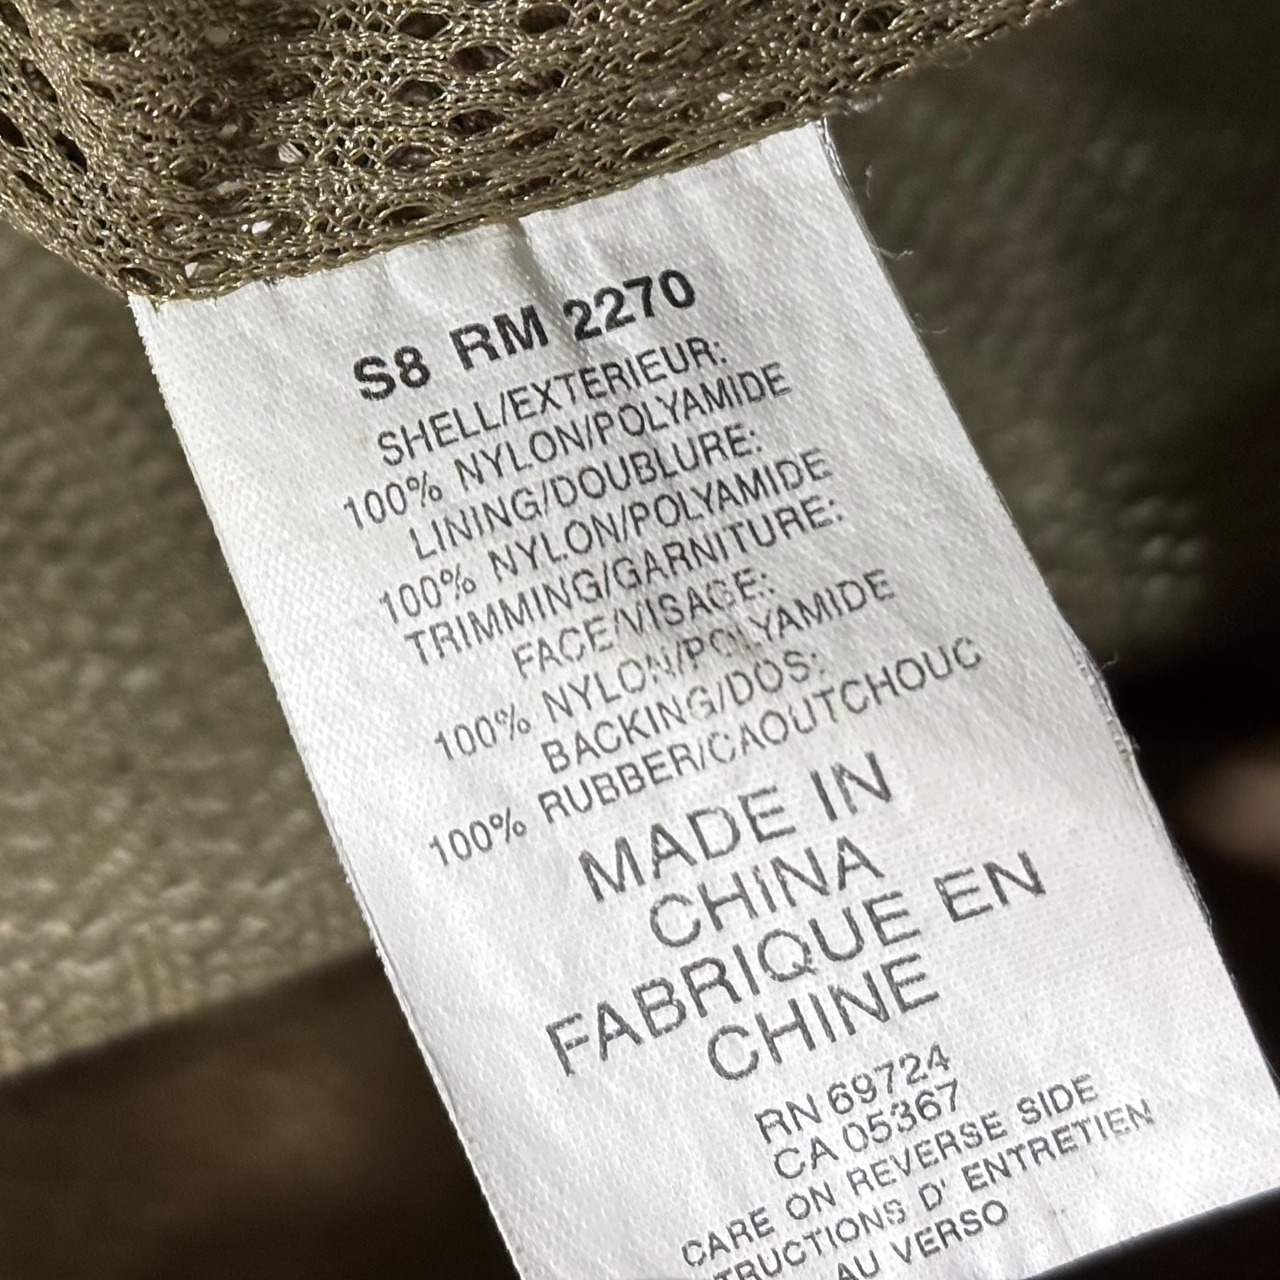 S8 RM 2270
SHELL/EXTERIEUR:
100% NYLON/POLYAMIDE
LINING/DOUBLURE:
100% NYLON/POLYAMIDE
TRIMMING/GARNITURE:
FACE/VISAGE:
100% NYLON/POLYAMIDE
BACKING/DOS:
100% RUBBER/CAOUTCHOUC
MADE IN
CHINA
FABRIQUE EN
CHINE
RN 69724
CA 05367
CARE ON REVERSE SIDE
TRUCTIONS D' ENTRETIEN
AU VERSO